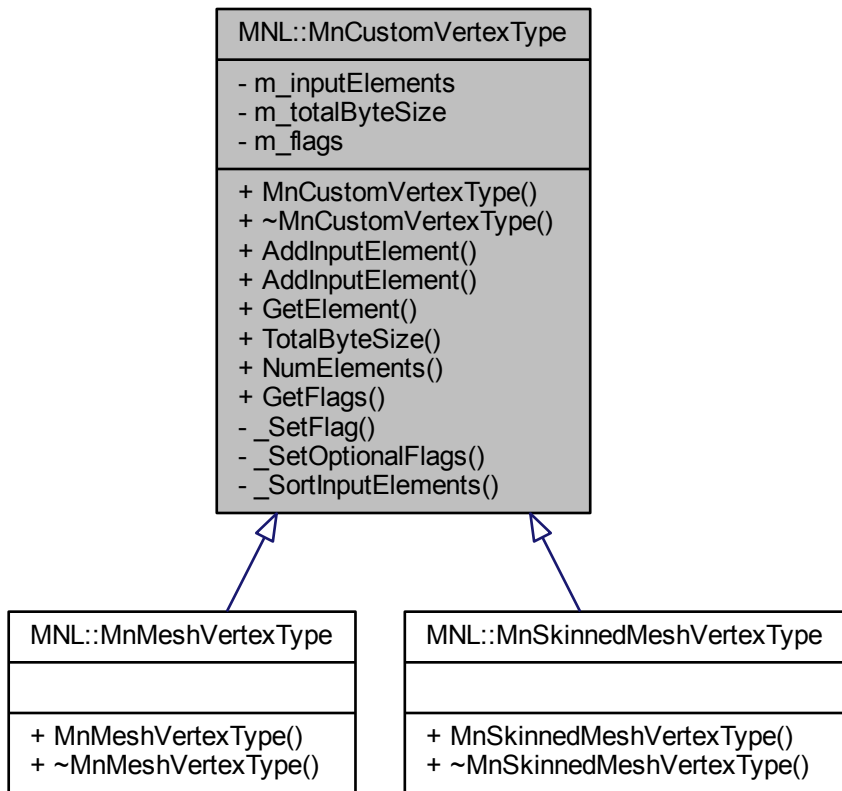 MNL::MnCustomVertexType
- m_inputElements
- m_totalByteSize
- m_flags
+ MnCustomVertexType()
+ ~MnCustomVertexType()
+ AddInputElement()
+ AddInputElement()
+ GetElement()
+ TotalByteSize()
+ NumElements()
+ GetFlags()
- _SetFlag()
- _SetOptionalFlags()
- _SortInputElements()
MNL::MnMeshVertexType
+ MnMeshVertexType()
+ ~MnMeshVertexType()
MNL::MnSkinnedMeshVertexType
+ MnSkinnedMeshVertexType()
+ ~MnSkinnedMeshVertexType()